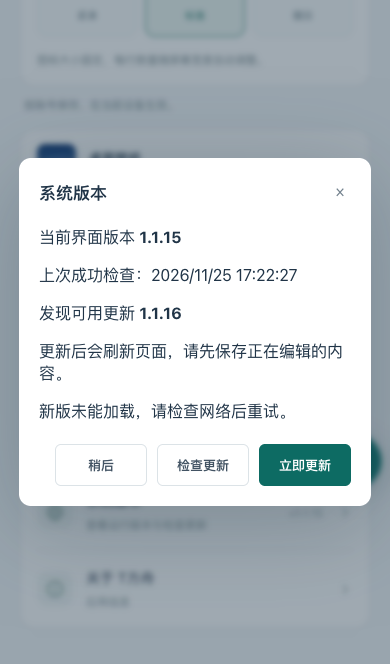 系统版本
×
当前界面版本 1.1.15
上次成功检查：2026/11/25 17:22:27
发现可用更新 1.1.16
更新后会刷新页面，请先保存正在编辑的内
容。
新版未能加载，请检查网络后重试。
稍后 检查更新 立即更新